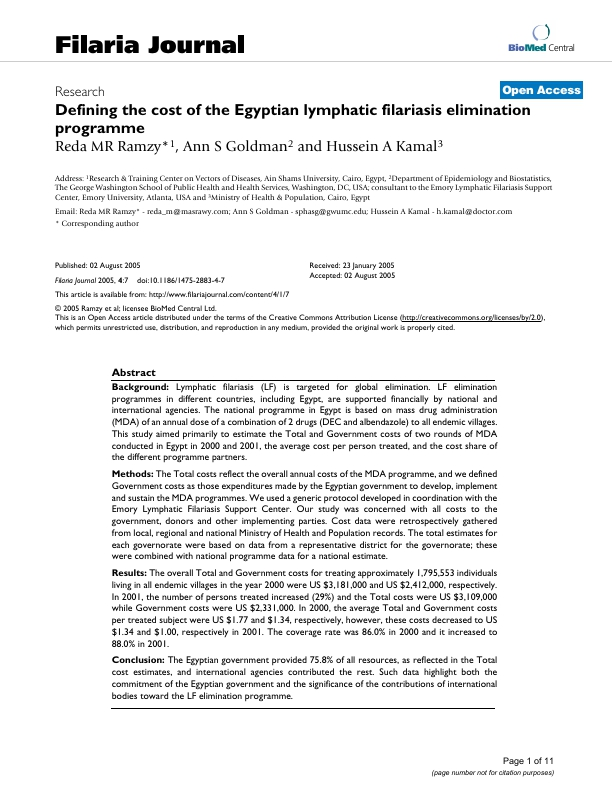 Filaria Journal
BioMed Central
Research
Open Access
Defining the cost of the Egyptian lymphatic filariasis elimination
programme
Reda MR Ramzy*1, Ann S Goldman2 and Hussein A Kamal3
Address: 1Research & Training Center on Vectors of Diseases, Ain Shams University, Cairo, Egypt, 2Department of Epidemiology and Biostatistics,
The George Washington School of Public Health and Health Services, Washington, DC, USA; consultant to the Emory Lymphatic Filariasis Support
Center, Emory University, Atlanta, USA and 3Ministry of Health & Population, Cairo, Egypt
Email: Reda MR Ramzy* - reda_m@masrawy.com; Ann S Goldman - sphasg@gwumc.edu; Hussein A Kamal - h.kamal@doctor.com
* Corresponding author
Published: 02 August 2005
Filaria Journal 2005, 4:7 doi:10.1186/1475-2883-4-7
Received: 23 January 2005
Accepted: 02 August 2005
This article is available from: http://www.filariajournal.com/content/4/1/7
© 2005 Ramzy et al; licensee BioMed Central Ltd.
This is an Open Access article distributed under the terms of the Creative Commons Attribution License (http://creativecommons.org/licenses/by/2.0),
which permits unrestricted use, distribution, and reproduction in any medium, provided the original work is properly cited.
Abstract
Background: Lymphatic filariasis (LF) is targeted for global elimination. LF elimination
programmes in different countries, including Egypt, are supported financially by national and
international agencies. The national programme in Egypt is based on mass drug administration
(MDA) of an annual dose of a combination of 2 drugs (DEC and albendazole) to all endemic villages.
This study aimed primarily to estimate the Total and Government costs of two rounds of MDA
conducted in Egypt in 2000 and 2001, the average cost per person treated, and the cost share of
the different programme partners.
Methods: The Total costs reflect the overall annual costs of the MDA programme, and we defined
Government costs as those expenditures made by the Egyptian government to develop, implement
and sustain the MDA programmes. We used a generic protocol developed in coordination with the
Emory Lymphatic Filariasis Support Center. Our study was concerned with all costs to the
government, donors and other implementing parties. Cost data were retrospectively gathered
from local, regional and national Ministry of Health and Population records. The total estimates for
each governorate were based on data from a representative district for the governorate; these
were combined with national programme data for a national estimate.
Results: The overall Total and Government costs for treating approximately 1,795,553 individuals
living in all endemic villages in the year 2000 were US $3,181,000 and US $2,412,000, respectively.
In 2001, the number of persons treated increased (29%) and the Total costs were US $3,109,000
while Government costs were US $2,331,000. In 2000, the average Total and Government costs
per treated subject were US $1.77 and $1.34, respectively, however, these costs decreased to US
$1.34 and $1.00, respectively in 2001. The coverage rate was 86.0% in 2000 and it increased to
88.0% in 2001.
Conclusion: The Egyptian government provided 75.8% of all resources, as reflected in the Total
cost estimates, and international agencies contributed the rest. Such data highlight both the
commitment of the Egyptian government and the significance of the contributions of international
bodies toward the LF elimination programme.
Page 1 of 11
(page number not for citation purposes)